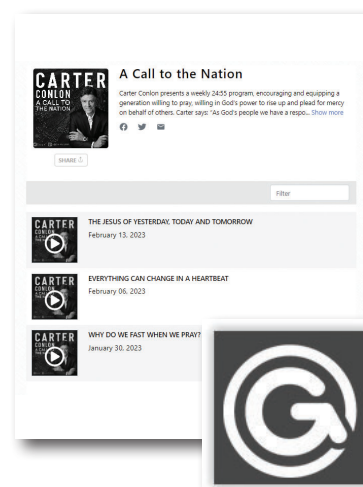 CARTER
CONLON
A CALL TO
THE NATION
A Call to the Nation
Carter Conlon presents a weekly 24:55 program, encouraging and equipping a
generation willing to pray, willing in God's power to rise up and plead for mercy
on behalf of others. Carter says: "As God's people we have a respo... Show more
SHARE
Filter
CARTER
CONLON
THE JESUS OF YESTERDAY, TODAY AND TOMORROW
February 13, 2023
CARTER
CONLON
EVERYTHING CAN CHANGE IN A HEARTBEAT
February 06, 2023
CARTER
CONLON
WHY DO WE FAST WHEN WE PRAY?
January 30, 2023
G